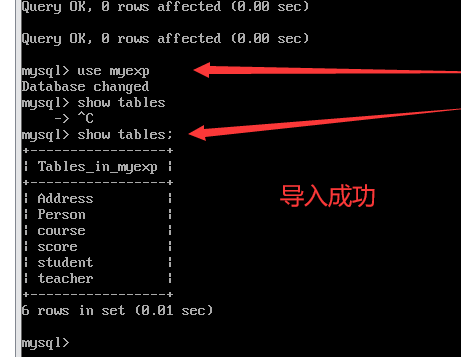 Query OK, 0 rows affected (0.00 sec)
Query OK, 0 rows affected (0.00 sec)
mysql> use myexp
Database changed
mysql> show tables
-> ^C
mysql> show tables;
+-----------------+
| Tables_in_myexp |
+-----------------+
| Address |
| Person |
| course |
| score |
| student |
| teacher |
+-----------------+
6 rows in set (0.01 sec)
mysql>
导入成功